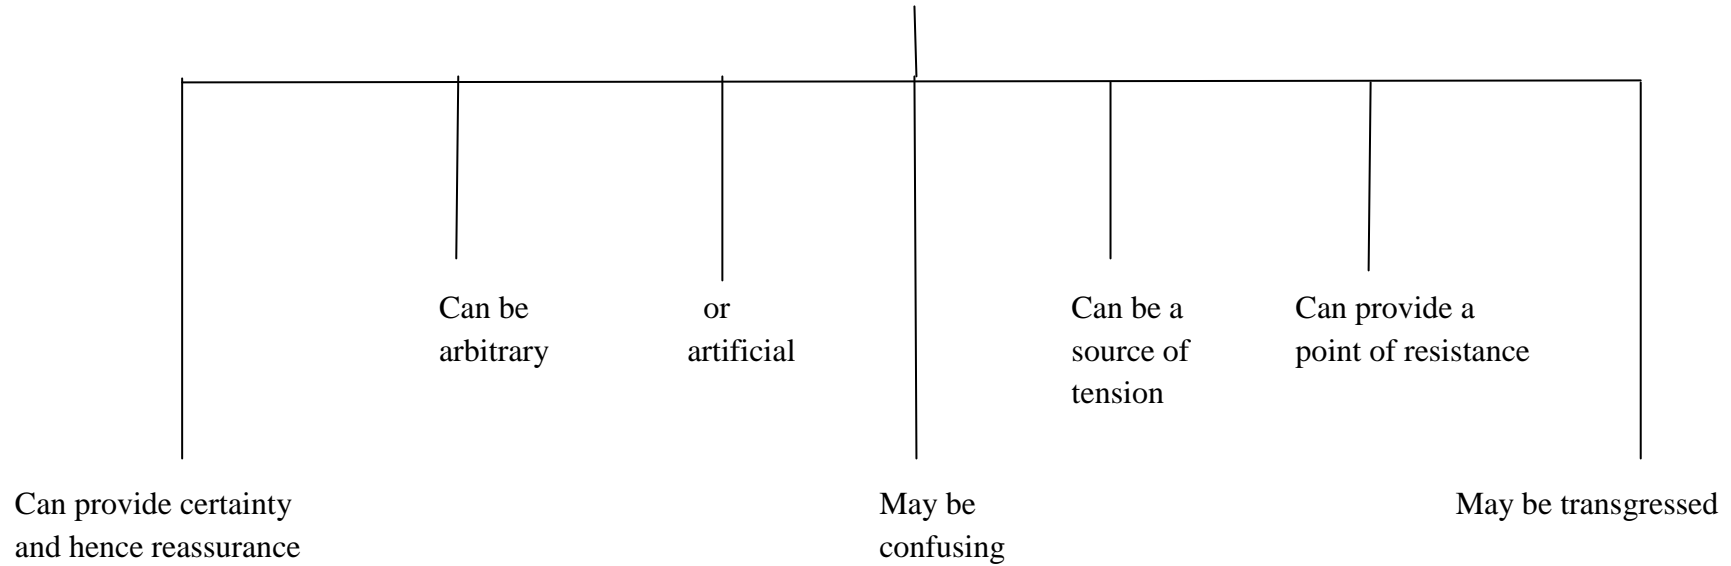 Can be
arbitrary
or
artificial
Can be a
source of
tension
Can provide a
point of resistance
Can provide certainty
and hence reassurance
May be
confusing
May be transgressed